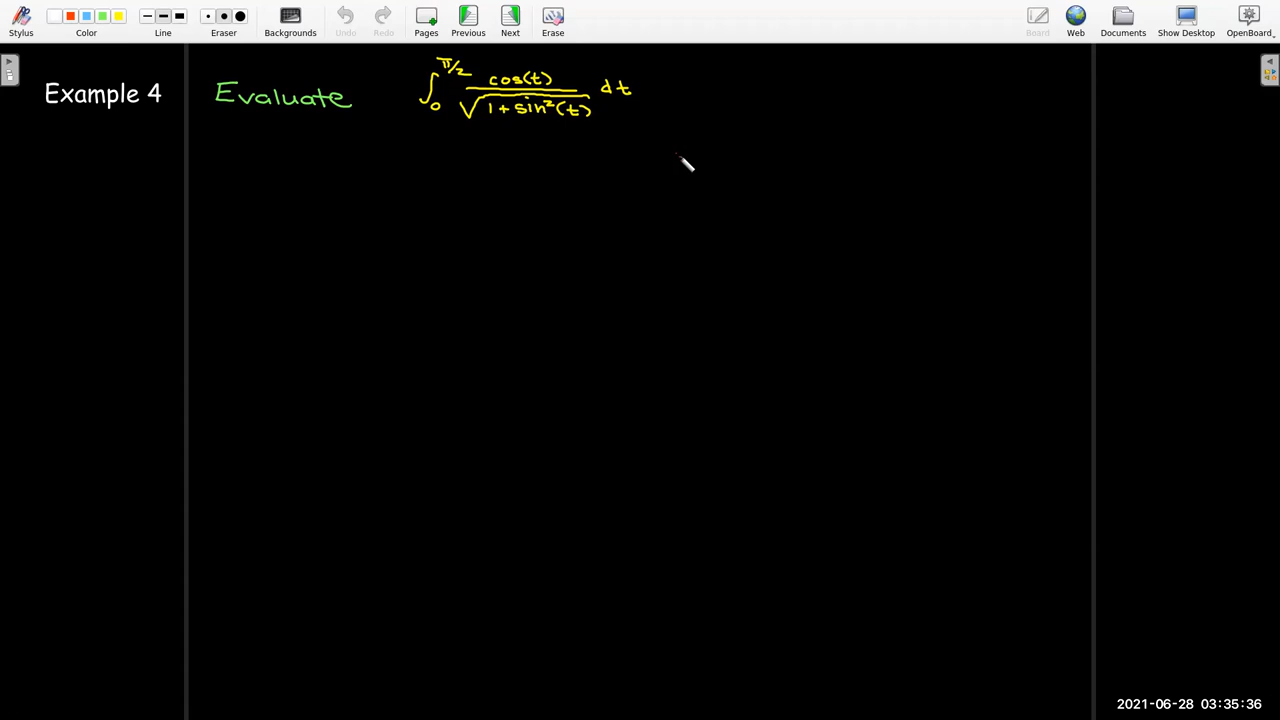 Stylus Color Line Eraser Backgrounds Undo Redo Pages Previous Next Erase Board Web Documents Show Desktop OpenBoard
Example 4 Evaluate ∫₀^(π/2) cos(t)/√(1+sin²(t)) dt
2021-06-28 03:35:36